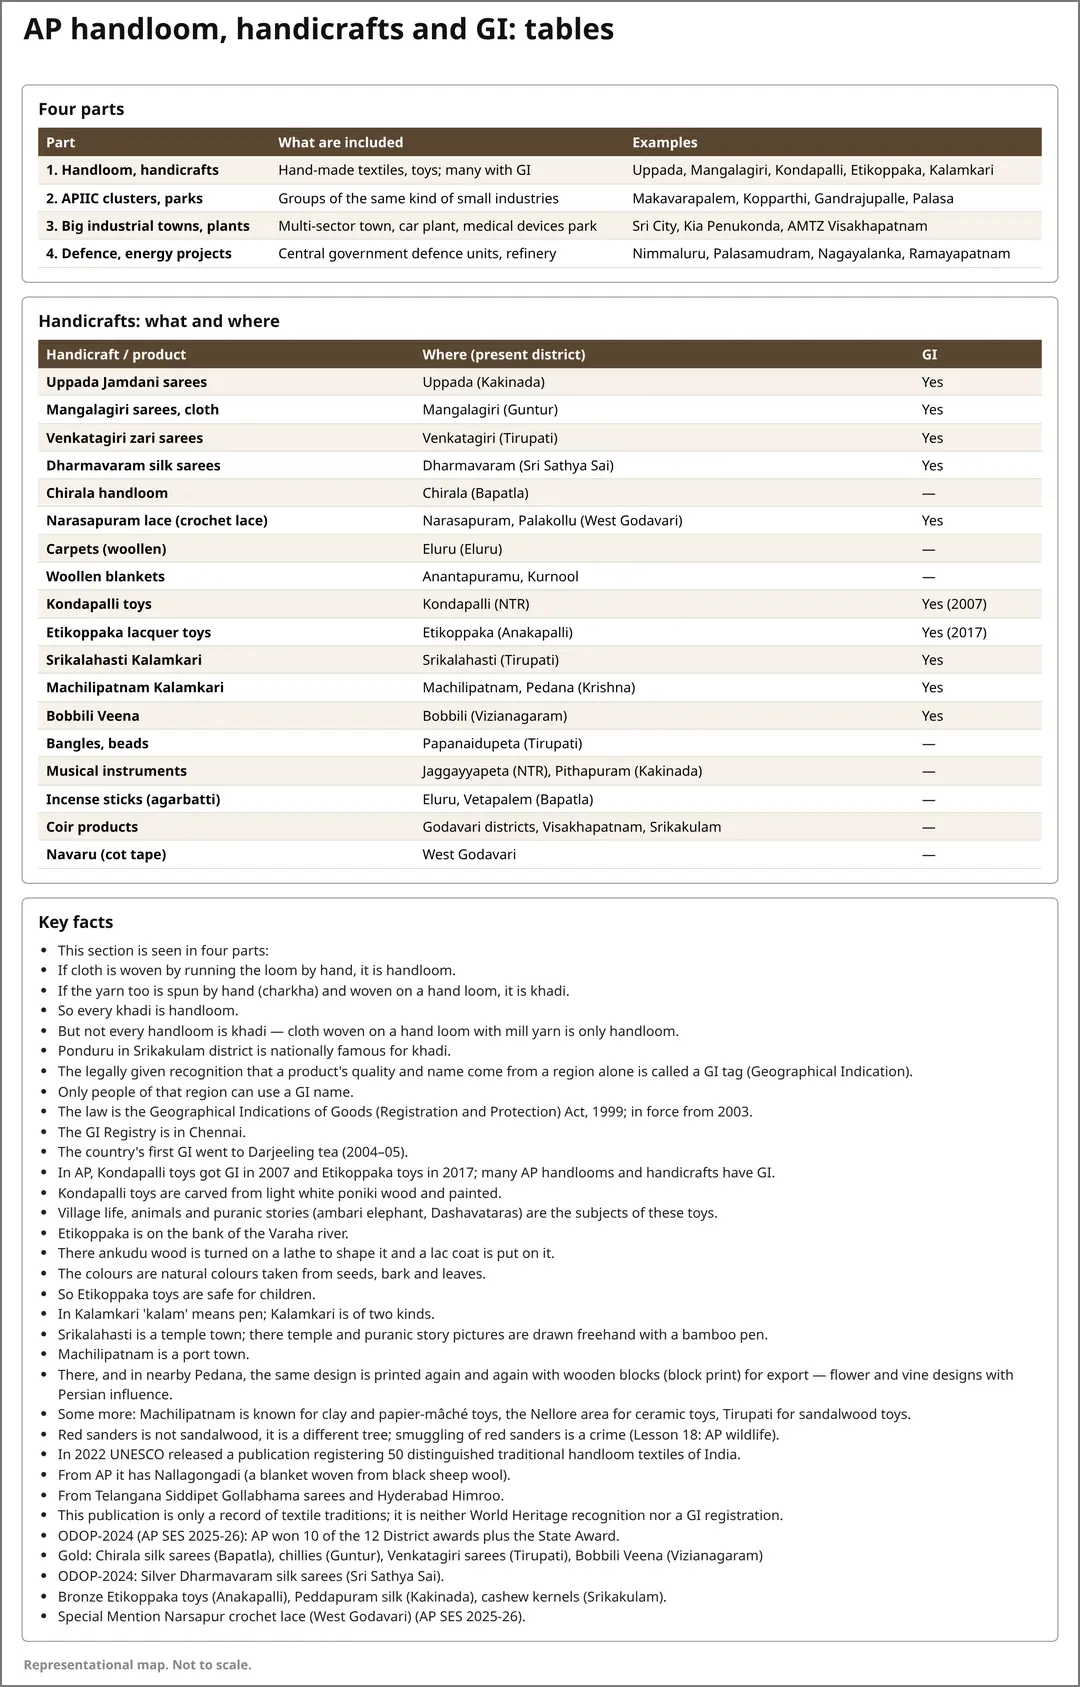 AP handloom, handicrafts and GI: tables
Four parts
Part What are included Examples
1. Handloom, handicrafts Hand-made textiles, toys; many with GI Uppada, Mangalagiri, Kondapalli, Etikoppaka, Kalamkari
2. APIIC clusters, parks Groups of the same kind of small industries Makavarapalem, Kopparthi, Gandrajupalle, Palasa
3. Big industrial towns, plants Multi-sector town, car plant, medical devices park Sri City, Kia Penukonda, AMTZ Visakhapatnam
4. Defence, energy projects Central government defence units, refinery Nimmaluru, Palasamudram, Nagayalanka, Ramayapatnam
Handicrafts: what and where
Handicraft / product Where (present district) GI
Uppada Jamdani sarees Uppada (Kakinada) Yes
Mangalagiri sarees, cloth Mangalagiri (Guntur) Yes
Venkatagiri zari sarees Venkatagiri (Tirupati) Yes
Dharmavaram silk sarees Dharmavaram (Sri Sathya Sai) Yes
Chirala handloom Chirala (Bapatla) —
Narasapuram lace (crochet lace) Narasapuram, Palakollu (West Godavari) Yes
Carpets (woollen) Eluru (Eluru) —
Woollen blankets Anantapuramu, Kurnool —
Kondapalli toys Kondapalli (NTR) Yes (2007)
Etikoppaka lacquer toys Etikoppaka (Anakapalli) Yes (2017)
Srikalahasti Kalamkari Srikalahasti (Tirupati) Yes
Machilipatnam Kalamkari Machilipatnam, Pedana (Krishna) Yes
Bobbili Veena Bobbili (Vizianagaram) Yes
Bangles, beads Papanaidupeta (Tirupati) —
Musical instruments Jaggayyapeta (NTR), Pithapuram (Kakinada) —
Incense sticks (agarbatti) Eluru, Vetapalem (Bapatla) —
Coir products Godavari districts, Visakhapatnam, Srikakulam —
Navaru (cot tape) West Godavari —
Key facts
• This section is seen in four parts:
• If cloth is woven by running the loom by hand, it is handloom.
• If the yarn too is spun by hand (charkha) and woven on a hand loom, it is khadi.
• So every khadi is handloom.
• But not every handloom is khadi — cloth woven on a hand loom with mill yarn is only handloom.
• Ponduru in Srikakulam district is nationally famous for khadi.
• The legally given recognition that a product's quality and name come from a region alone is called a GI tag (Geographical Indication).
• Only people of that region can use a GI name.
• The law is the Geographical Indications of Goods (Registration and Protection) Act, 1999; in force from 2003.
• The GI Registry is in Chennai.
• The country's first GI went to Darjeeling tea (2004–05).
• In AP, Kondapalli toys got GI in 2007 and Etikoppaka toys in 2017; many AP handlooms and handicrafts have GI.
• Kondapalli toys are carved from light white poniki wood and painted.
• Village life, animals and puranic stories (ambari elephant, Dashavataras) are the subjects of these toys.
• Etikoppaka is on the bank of the Varaha river.
• There ankudu wood is turned on a lathe to shape it and a lac coat is put on it.
• The colours are natural colours taken from seeds, bark and leaves.
• So Etikoppaka toys are safe for children.
• In Kalamkari 'kalam' means pen; Kalamkari is of two kinds.
• Srikalahasti is a temple town; there temple and puranic story pictures are drawn freehand with a bamboo pen.
• Machilipatnam is a port town.
• There, and in nearby Pedana, the same design is printed again and again with wooden blocks (block print) for export — flower and vine designs with
Persian influence.
• Some more: Machilipatnam is known for clay and papier-mâché toys, the Nellore area for ceramic toys, Tirupati for sandalwood toys.
• Red sanders is not sandalwood, it is a different tree; smuggling of red sanders is a crime (Lesson 18: AP wildlife).
• In 2022 UNESCO released a publication registering 50 distinguished traditional handloom textiles of India.
• From AP it has Nallagongadi (a blanket woven from black sheep wool).
• From Telangana Siddipet Gollabhama sarees and Hyderabad Himroo.
• This publication is only a record of textile traditions; it is neither World Heritage recognition nor a GI registration.
• ODOP-2024 (AP SES 2025-26): AP won 10 of the 12 District awards plus the State Award.
• Gold: Chirala silk sarees (Bapatla), chillies (Guntur), Venkatagiri sarees (Tirupati), Bobbili Veena (Vizianagaram)
• ODOP-2024: Silver Dharmavaram silk sarees (Sri Sathya Sai).
• Bronze Etikoppaka toys (Anakapalli), Peddapuram silk (Kakinada), cashew kernels (Srikakulam).
• Special Mention Narsapur crochet lace (West Godavari) (AP SES 2025-26).
Representational map. Not to scale.